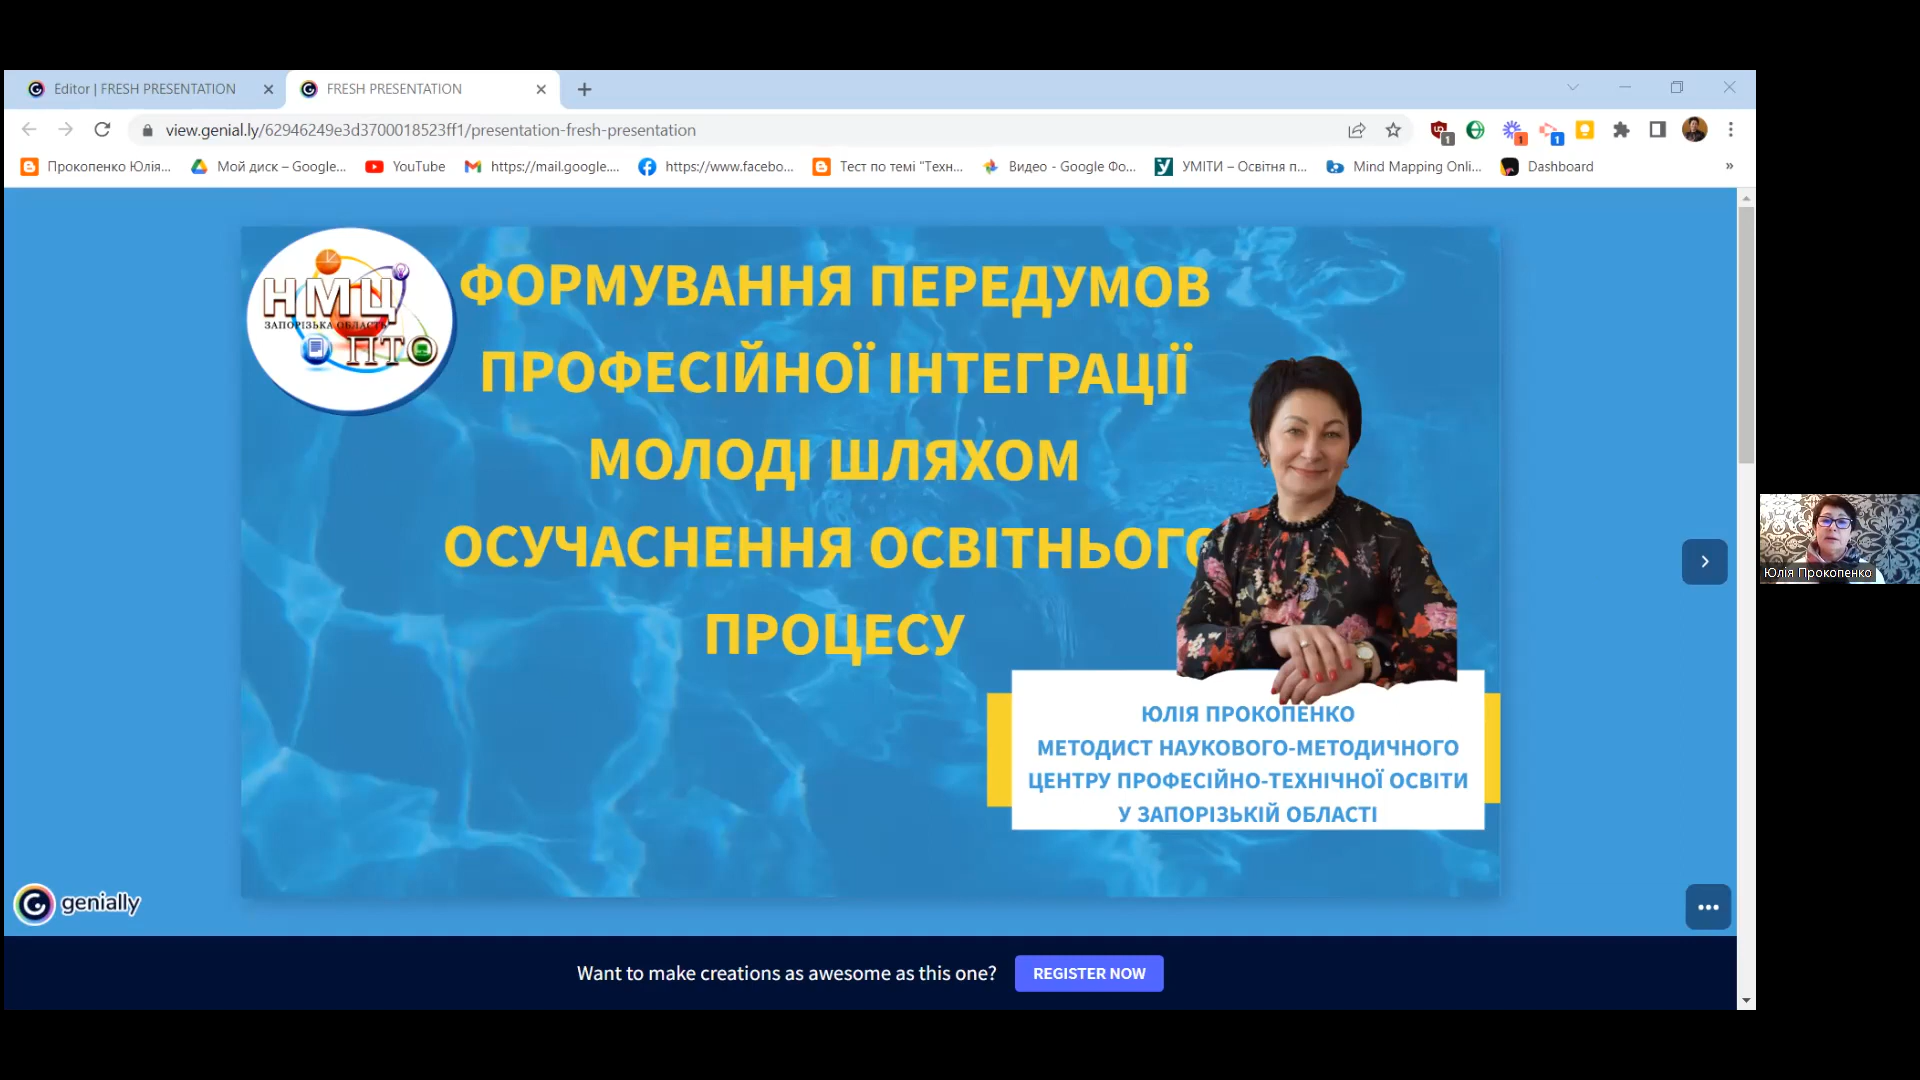 Editor | FRESH PRESENTATION
FRESH PRESENTATION
view.genial.ly/62946249e3d3700018523ff1/presentation-fresh-presentation
1
1
1
Прокопенко Юлія...
Мой диск – Google...
YouTube
https://mail.google....
https://www.facebo...
Тест по темі "Техн...
Видео - Google Фо...
УМІТИ – Освітня п...
Mind Mapping Onli...
Dashboard
»
НМЦ
ЗАПОРІЗЬКА ОБЛАСТЬ
ПТО
ФОРМУВАННЯ ПЕРЕДУМОВ
ПРОФЕСІЙНОЇ ІНТЕГРАЦІЇ
МОЛОДІ ШЛЯХОМ
ОСУЧАСНЕННЯ ОСВІТНЬОГО
ПРОЦЕСУ
ЮЛІЯ ПРОКОПЕНКО
МЕТОДИСТ НАУКОВОГО-МЕТОДИЧНОГО
ЦЕНТРУ ПРОФЕСІЙНО-ТЕХНІЧНОЇ ОСВІТИ
У ЗАПОРІЗЬКІЙ ОБЛАСТІ
Юлія Прокопенко
genially
Want to make creations as awesome as this one?
REGISTER NOW